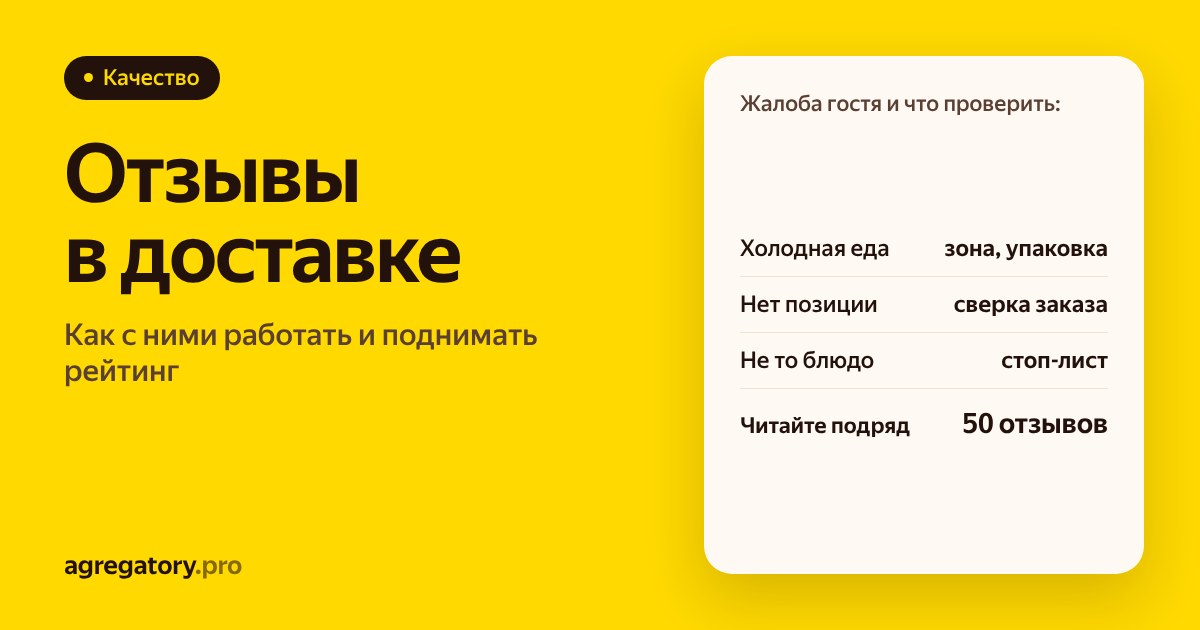 Качество
Отзывы
в доставке
Как с ними работать и поднимать
рейтинг
agregatory.pro
Жалоба гостя и что проверить:
Холодная еда зона, упаковка
Нет позиции сверка заказа
Не то блюдо стоп-лист
Читайте подряд 50 отзывов